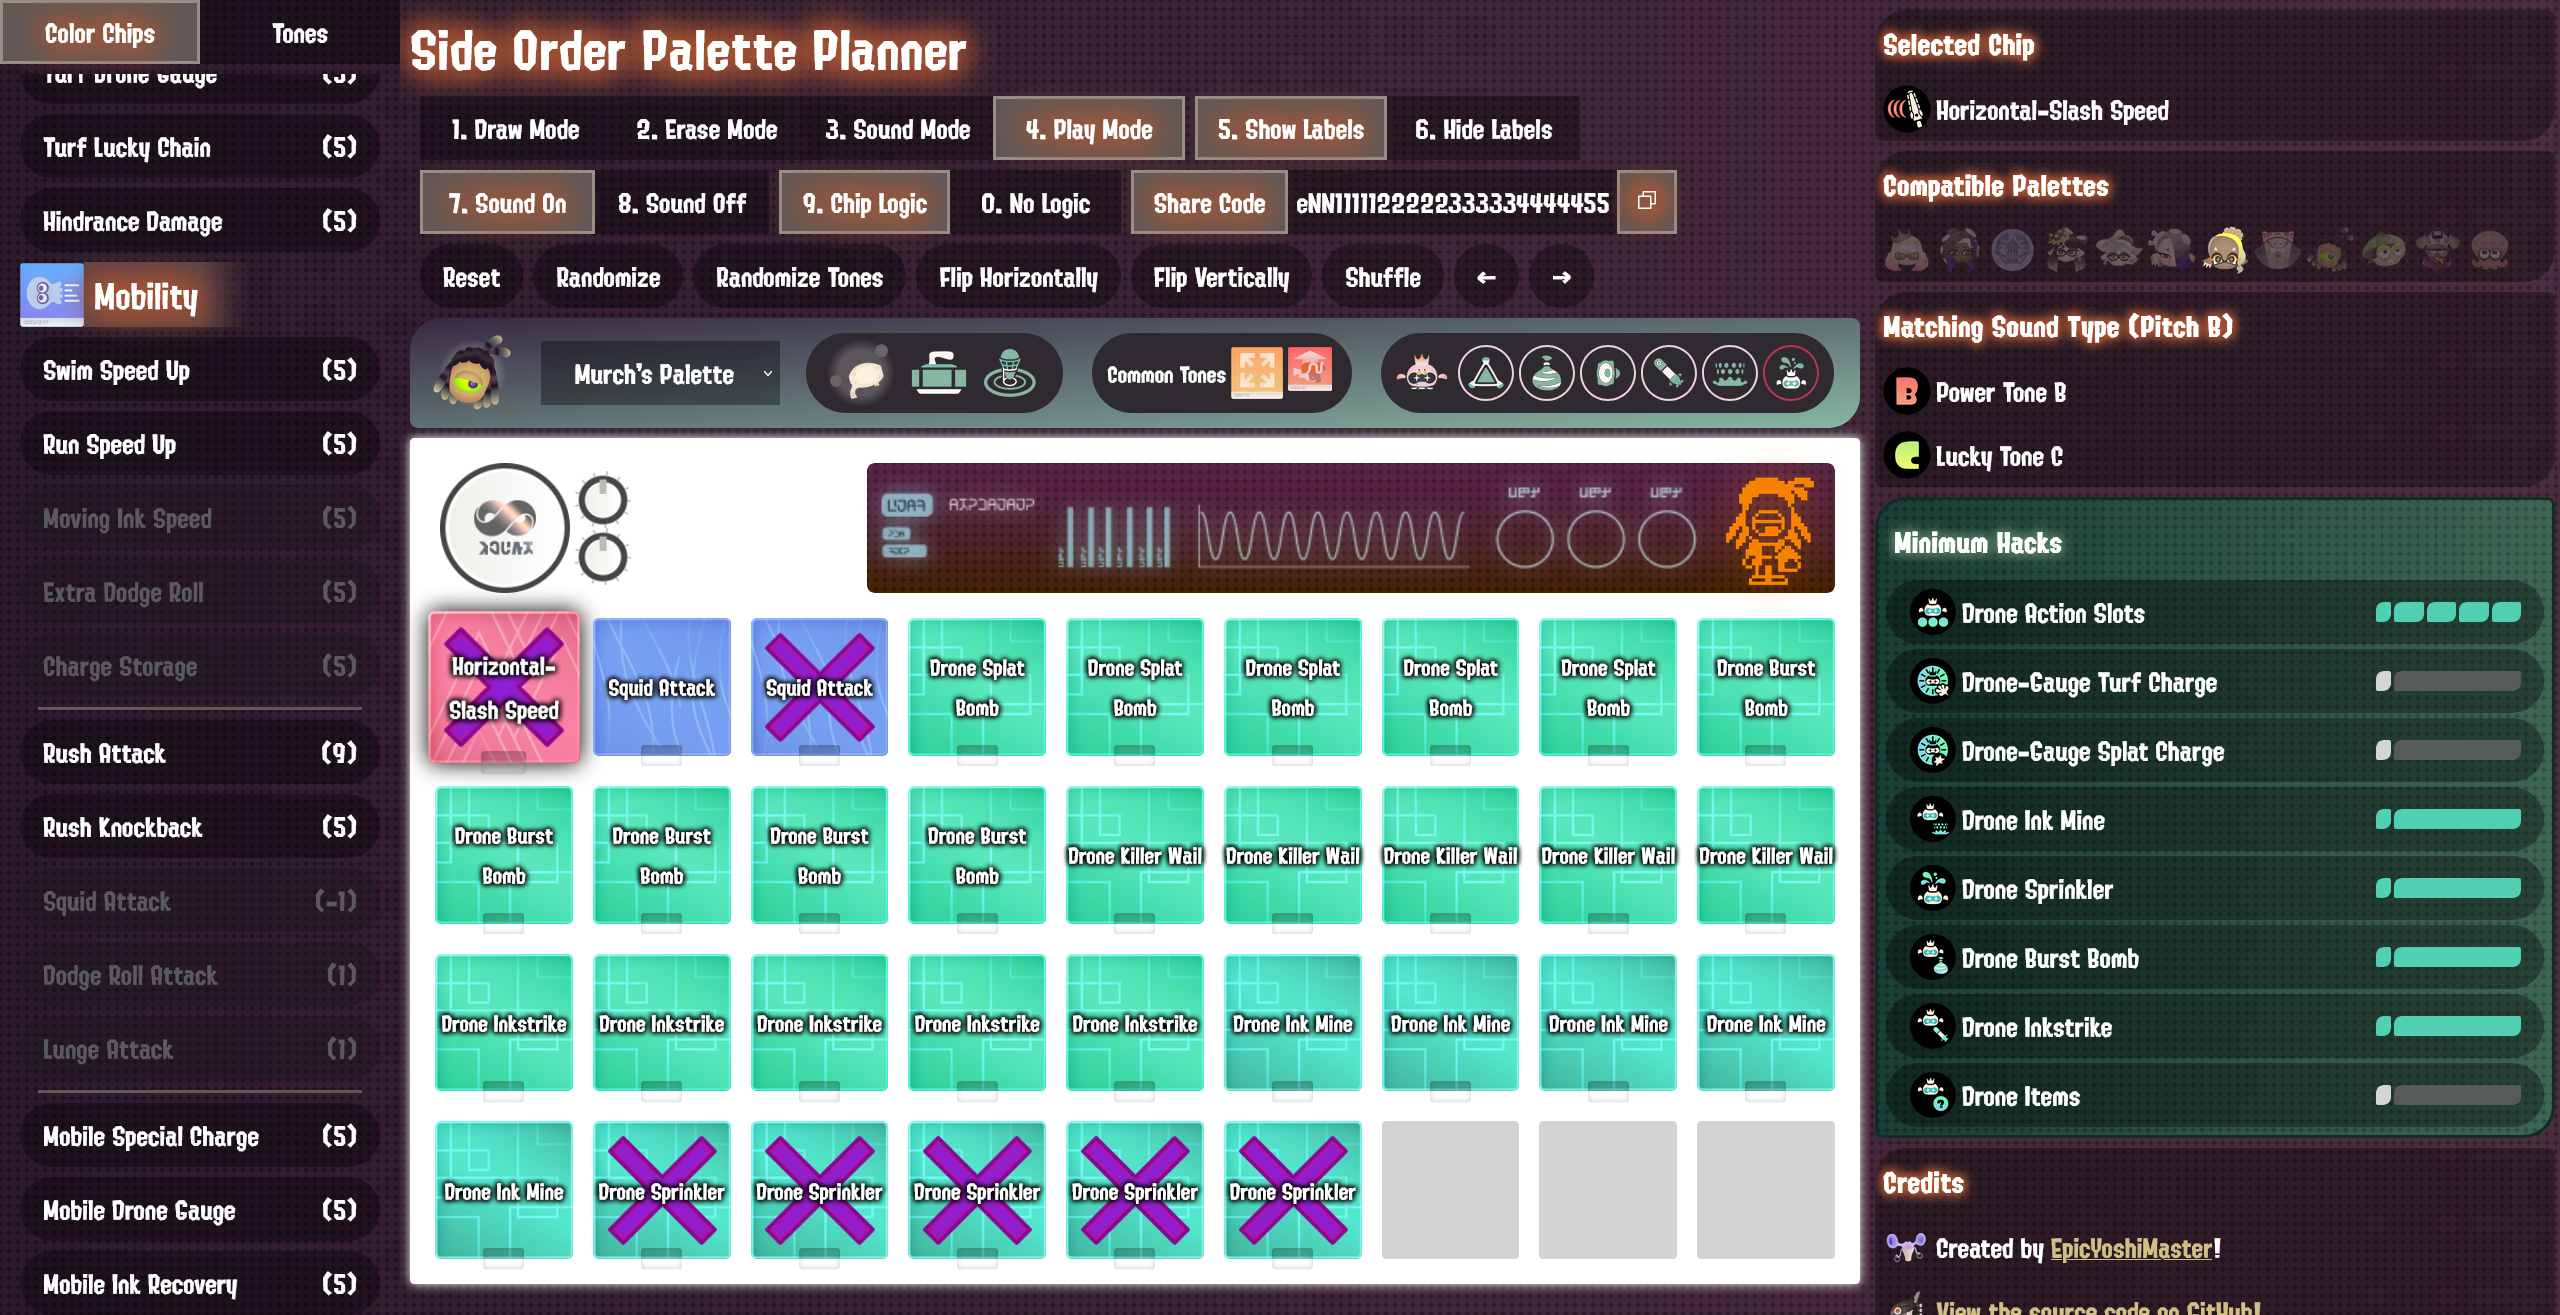 Color Chips
Tones
Turf Drone Gauge (5)
Turf Lucky Chain (5)
Hindrance Damage (5)
Mobility
Swim Speed Up (5)
Run Speed Up (5)
Moving Ink Speed (5)
Extra Dodge Roll (5)
Charge Storage (5)
Rush Attack (9)
Rush Knockback (5)
Squid Attack (-1)
Dodge Roll Attack (1)
Lunge Attack (1)
Mobile Special Charge (5)
Mobile Drone Gauge (5)
Mobile Ink Recovery (5)
Side Order Palette Planner
1. Draw Mode
2. Erase Mode
3. Sound Mode
4. Play Mode
5. Show Labels
6. Hide Labels
7. Sound On
8. Sound Off
9. Chip Logic
0. No Logic
Share Code
eNN1111122222333334444455
Reset
Randomize
Randomize Tones
Flip Horizontally
Flip Vertically
Shuffle
←
→
Murch's Palette
Common Tones
Horizontal-
Slash Speed
Squid Attack
Squid Attack
Drone Splat
Bomb
Drone Splat
Bomb
Drone Splat
Bomb
Drone Splat
Bomb
Drone Splat
Bomb
Drone Burst
Bomb
Drone Burst
Bomb
Drone Burst
Bomb
Drone Burst
Bomb
Drone Burst
Bomb
Drone Killer Wail
Drone Killer Wail
Drone Killer Wail
Drone Killer Wail
Drone Killer Wail
Drone Inkstrike
Drone Inkstrike
Drone Inkstrike
Drone Inkstrike
Drone Inkstrike
Drone Ink Mine
Drone Ink Mine
Drone Ink Mine
Drone Ink Mine
Drone Ink Mine
Drone Sprinkler
Drone Sprinkler
Drone Sprinkler
Drone Sprinkler
Drone Sprinkler
Selected Chip
Horizontal-Slash Speed
Compatible Palettes
Matching Sound Type (Pitch B)
B
Power Tone B
C
Lucky Tone C
Minimum Hacks
Drone Action Slots
Drone-Gauge Turf Charge
Drone-Gauge Splat Charge
Drone Ink Mine
Drone Sprinkler
Drone Burst Bomb
Drone Inkstrike
Drone Items
Credits
Created by EpicYoshiMaster!
View the source code on GitHub!